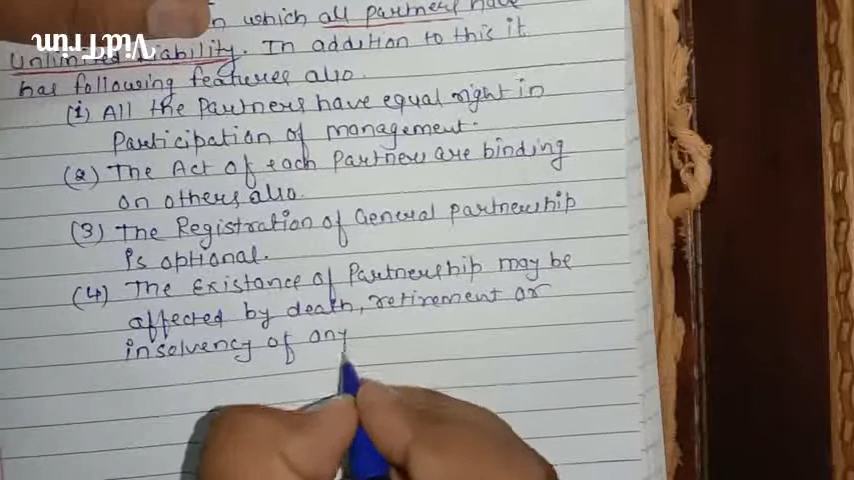 n which all partners have
Unlimited Liability. In addition to this it
has following features also.
(1) All the Partners have equal right in
Participation of management.
(2) The Act of each Partners are binding
on others also.
(3) The Registration of General partnership
is optional.
(4) The Existance of Partnership may be
affected by death, retirement or
insolvency of any
VidTrim